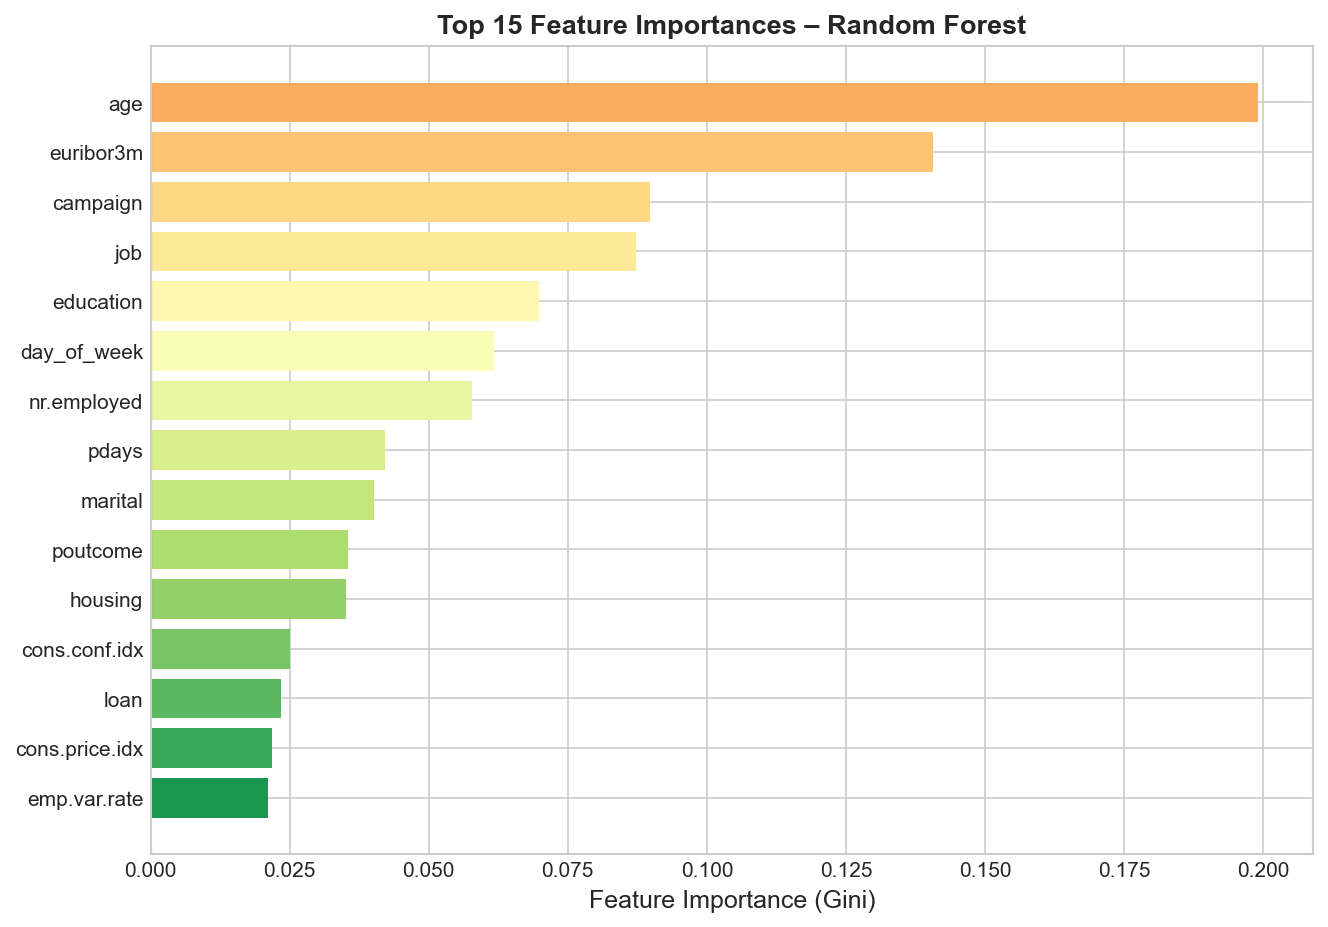 Top 15 Feature Importances – Random Forest
age
euribor3m
campaign
job
education
day_of_week
nr.employed
pdays
marital
poutcome
housing
cons.conf.idx
loan
cons.price.idx
emp.var.rate
0.000 0.025 0.050 0.075 0.100 0.125 0.150 0.175 0.200
Feature Importance (Gini)